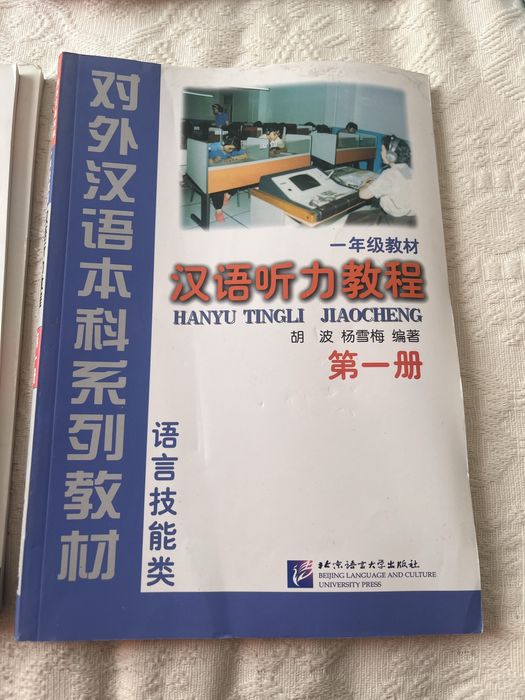 对外汉语本科系列教材
语言技能类
一年级教材
汉语听力教程
HANYU TINGLI JIAOCHENG
胡 波 杨雪梅 编著
第一册
北京语言大学出版社
BEIJING LANGUAGE AND CULTURE
UNIVERSITY PRESS